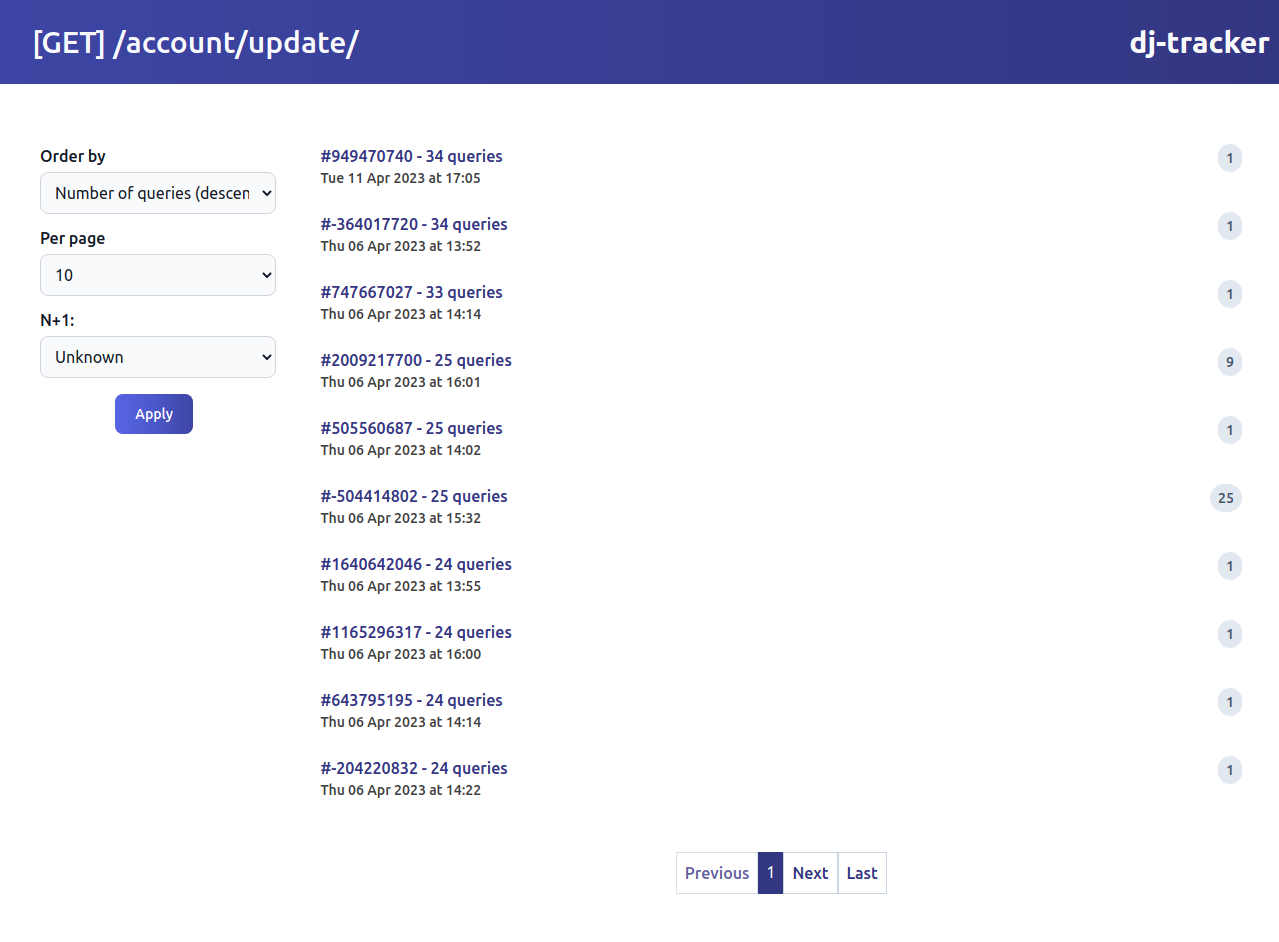 [GET] /account/update/
dj-tracker
Order by
Number of queries (descen
Per page
10
N+1:
Unknown
Apply
#949470740 - 34 queries
1
Tue 11 Apr 2023 at 17:05
#-364017720 - 34 queries
1
Thu 06 Apr 2023 at 13:52
#747667027 - 33 queries
1
Thu 06 Apr 2023 at 14:14
#2009217700 - 25 queries
9
Thu 06 Apr 2023 at 16:01
#505560687 - 25 queries
1
Thu 06 Apr 2023 at 14:02
#-504414802 - 25 queries
25
Thu 06 Apr 2023 at 15:32
#1640642046 - 24 queries
1
Thu 06 Apr 2023 at 13:55
#1165296317 - 24 queries
1
Thu 06 Apr 2023 at 16:00
#643795195 - 24 queries
1
Thu 06 Apr 2023 at 14:14
#-204220832 - 24 queries
1
Thu 06 Apr 2023 at 14:22
Previous 1 Next Last